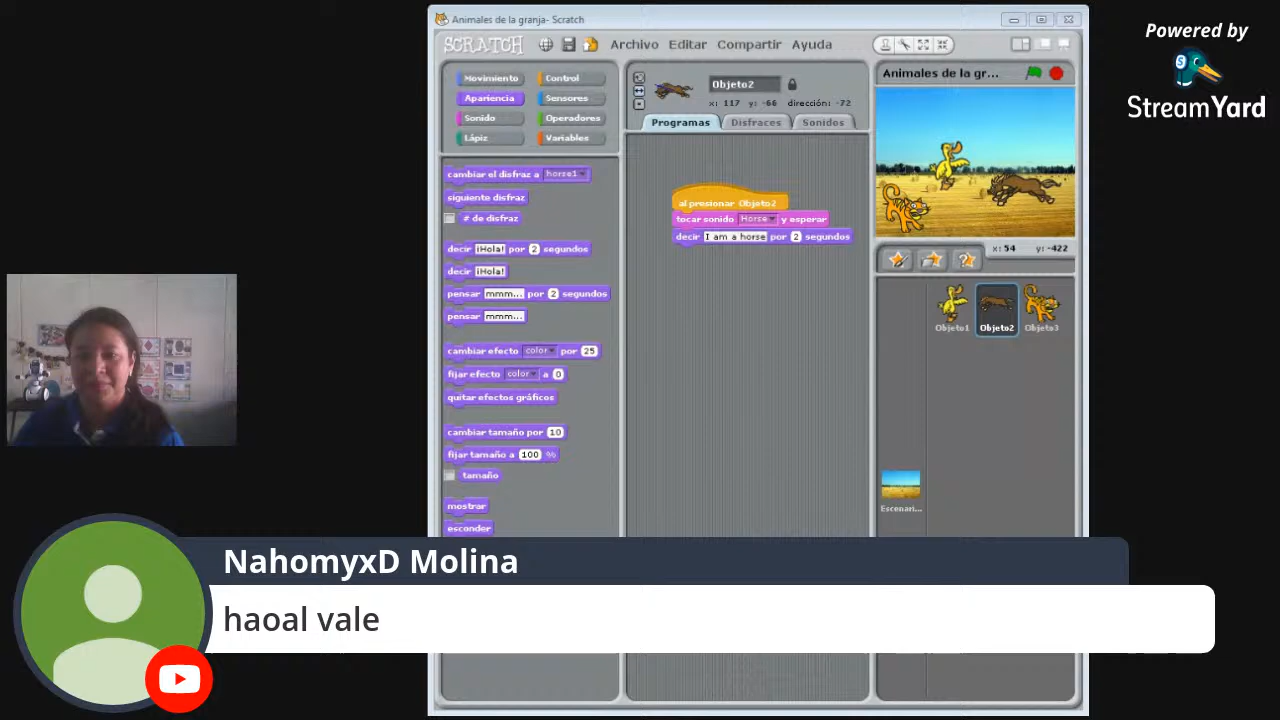 Animales de la granja- Scratch
Powered by
StreamYard
SCRATCH
Archivo Editar Compartir Ayuda
Movimiento Control
Apariencia Sensores
Sonido Operadores
Lápiz Variables
Objeto2
x: 117 y: -66 dirección: -72
Programas Disfraces Sonidos
Animales de la gr...
cambiar el disfraz a horse1
siguiente disfraz
# de disfraz
decir ¡Hola! por 2 segundos
decir ¡Hola!
pensar mmm... por 2 segundos
pensar mmm...
cambiar efecto color por 25
fijar efecto color a 0
quitar efectos gráficos
cambiar tamaño por 10
fijar tamaño a 100 %
tamaño
mostrar
esconder
al presionar Objeto2
tocar sonido Horse y esperar
decir I am a horse por 2 segundos
x: 54 y: -422
Objeto1 Objeto2 Objeto3
Escenari...
NahomyxD Molina
haoal vale